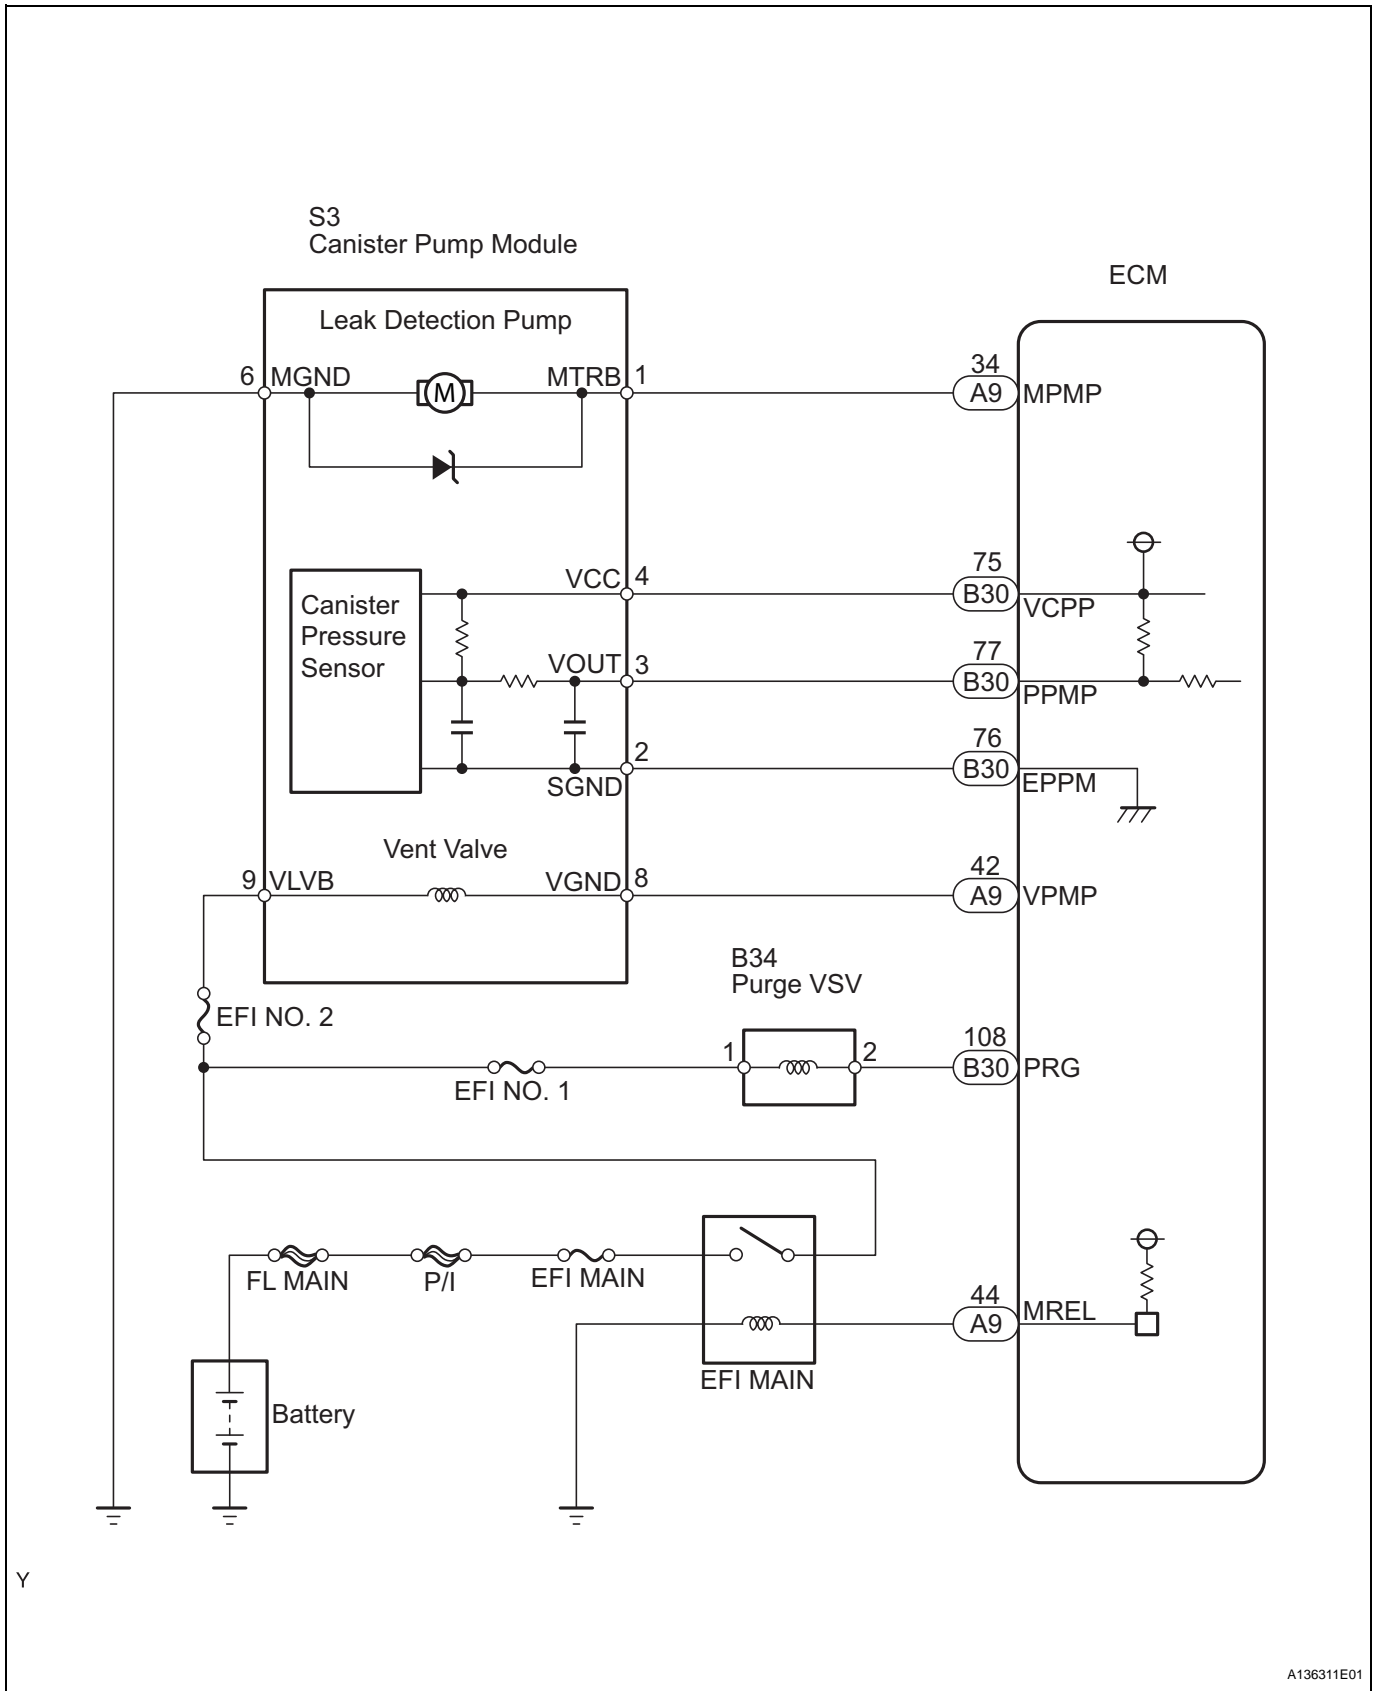 S3
Canister Pump Module
ECM
Leak Detection Pump
6 MGND M MTRB 1
34
A9 MPMP
Canister
Pressure
Sensor
VCC 4
75
B30 VCPP
VOUT 3
77
B30 PPMP
2
SGND
76
B30 EPPM
Vent Valve
9 VLVB VGND 8
42
A9 VPMP
B34
Purge VSV
EFI NO. 2
1 2
108
B30 PRG
EFI NO. 1
FL MAIN
P/I
EFI MAIN
44
A9 MREL
EFI MAIN
Battery
Y
A136311E01